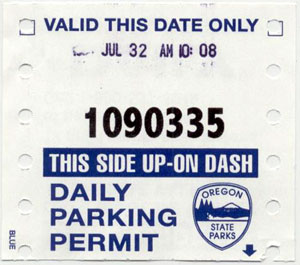 VALID THIS DATE ONLY
JUL 32 AM 10:08
1090335
THIS SIDE UP-ON DASH
DAILY
PARKING
PERMIT
OREGON
STATE
PARKS
BLUE